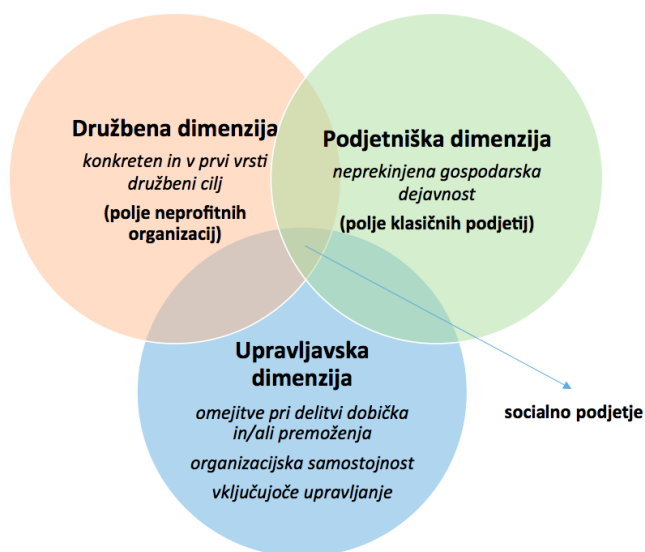 Družbena dimenzija
konkreten in v prvi vrsti
družbeni cilj
(polje neprofitnih
organizacij)
Podjetniška dimenzija
neprekinjena gospodarska
dejavnost
(polje klasičnih podjetij)
Upravljavska
dimenzija
omejitve pri delitvi dobička
in/ali premoženja
organizacijska samostojnost
vključujoče upravljanje
socialno podjetje